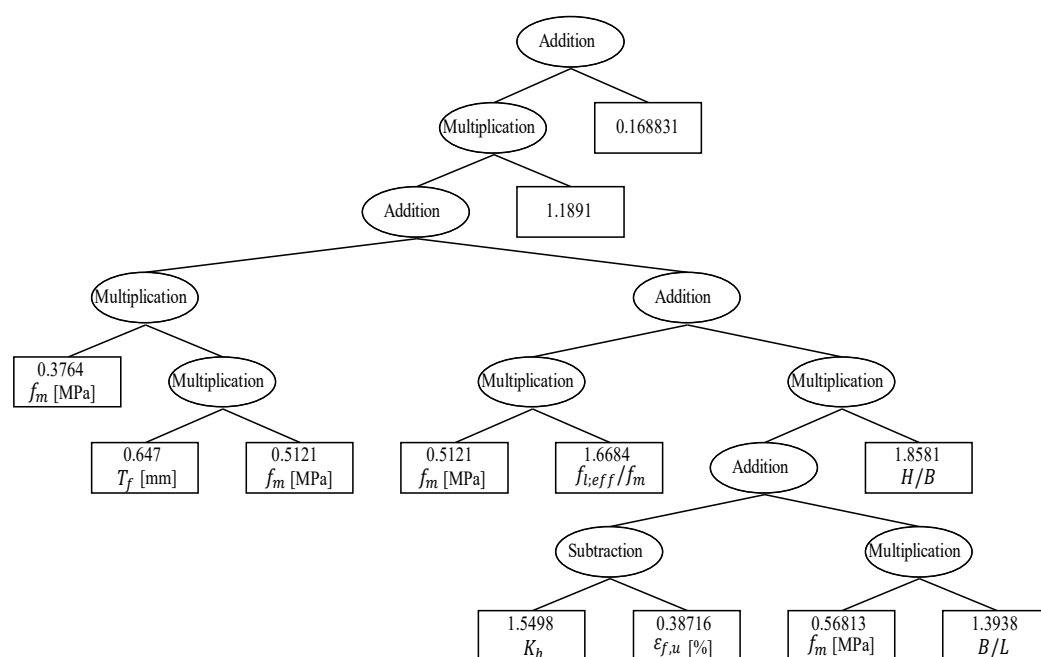 Addition
Multiplication
0.168831
Addition
1.1891
Multiplication
Addition
0.3764
f_m [MPa]
Multiplication
Multiplication
Multiplication
0.647
T_f [mm]
0.5121
f_m [MPa]
0.5121
f_m [MPa]
1.6684
f_{l;eff}/f_m
Addition
1.8581
H/B
Subtraction
Multiplication
1.5498
K_h
0.38716
ε_{f,u} [%]
0.56813
f_m [MPa]
1.3938
B/L